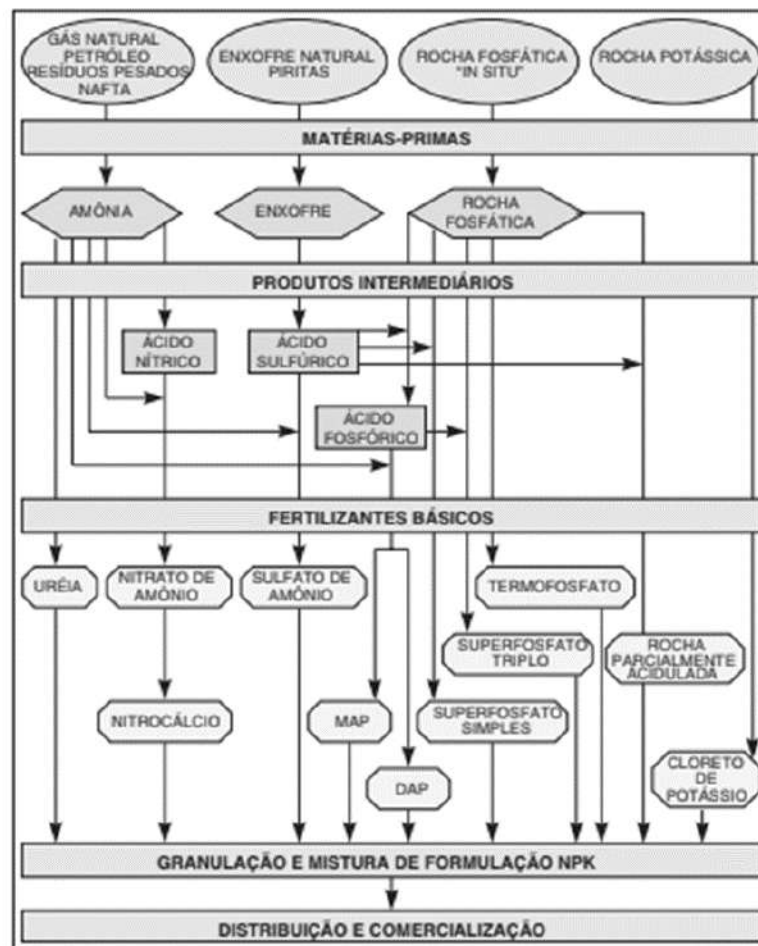 GÁS NATURAL
PETRÓLEO
RESÍDUOS PESADOS
NAFTA
ENXOFRE NATURAL
PIRITAS
ROCHA FOSFÁTICA
"IN SITU"
ROCHA POTÁSSICA
MATÉRIAS-PRIMAS
AMÔNIA
ENXOFRE
ROCHA
FOSFÁTICA
PRODUTOS INTERMEDIÁRIOS
ÁCIDO
NÍTRICO
ÁCIDO
SULFÚRICO
ÁCIDO
FOSFÓRICO
FERTILIZANTES BÁSICOS
URÉIA
NITRATO DE
AMÔNIO
SULFATO DE
AMÔNIO
TERMOFOSFATO
SUPERFOSFATO
TRIPLO
ROCHA
PARCIALMENTE
ACIDULADA
NITROCÁLCIO
MAP
SUPERFOSFATO
SIMPLES
DAP
CLORETO
DE
POTÁSSIO
GRANULAÇÃO E MISTURA DE FORMULAÇÃO NPK
DISTRIBUIÇÃO E COMERCIALIZAÇÃO